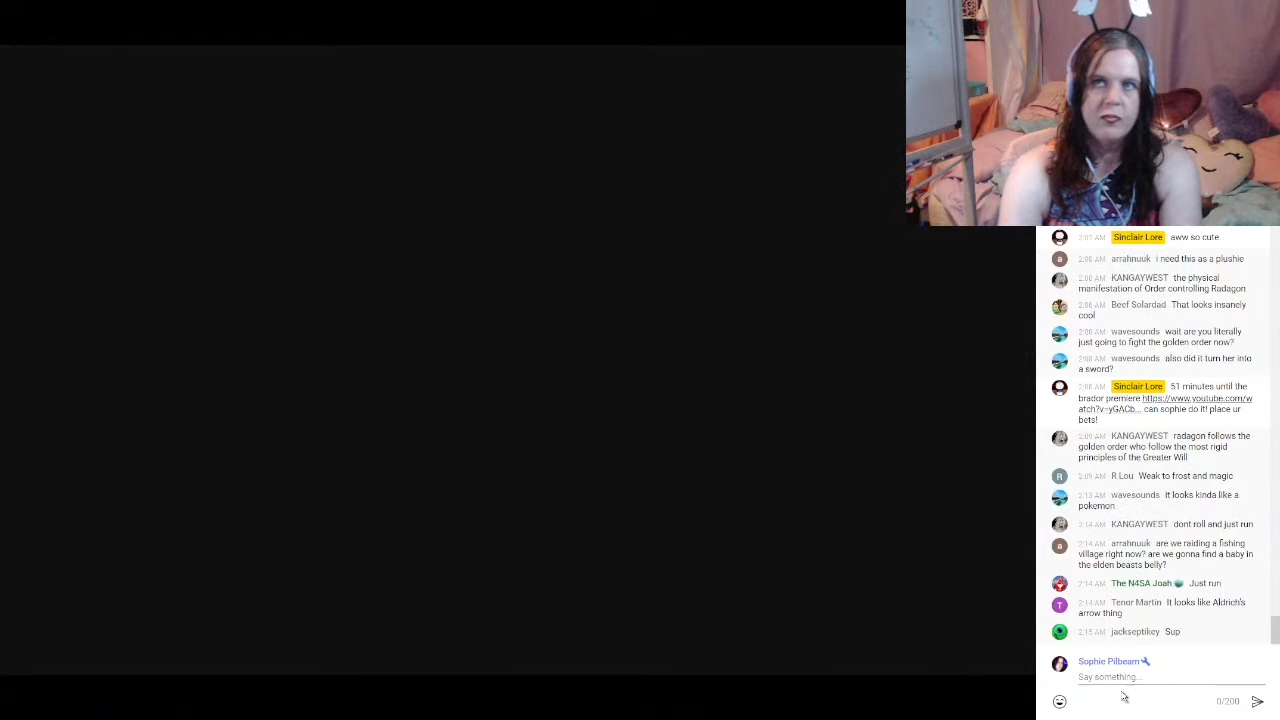 2:07 AM Sinclair Lore aww so cute
2:08 AM arrahnuuk i need this as a plushie
2:08 AM KANGAYWEST the physical
manifestation of Order controlling Radagon
2:08 AM Beef Solardad That looks insanely
cool
2:08 AM wavesounds wait are you literally
just going to fight the golden order now?
2:08 AM wavesounds also did it turn her into
a sword?
2:08 AM Sinclair Lore 51 minutes until the
brador premiere https://www.youtube.com/w
atch?v=yGACb... can sophie do it! place ur
bets!
2:09 AM KANGAYWEST radagon follows the
golden order who follow the most rigid
principles of the Greater Will
R
2:09 AM R Lou Weak to frost and magic
2:13 AM wavesounds it looks kinda like a
pokemon
2:14 AM KANGAYWEST dont roll and just run
a
2:14 AM arrahnuuk are we raiding a fishing
village right now? are we gonna find a baby in
the elden beasts belly?
2:14 AM The N4SA Joah Just run
T
2:14 AM Tenor Martin It looks like Aldrich's
arrow thing
2:15 AM jackseptikey Sup
Sophie Pilbeam
Say something...
0/200